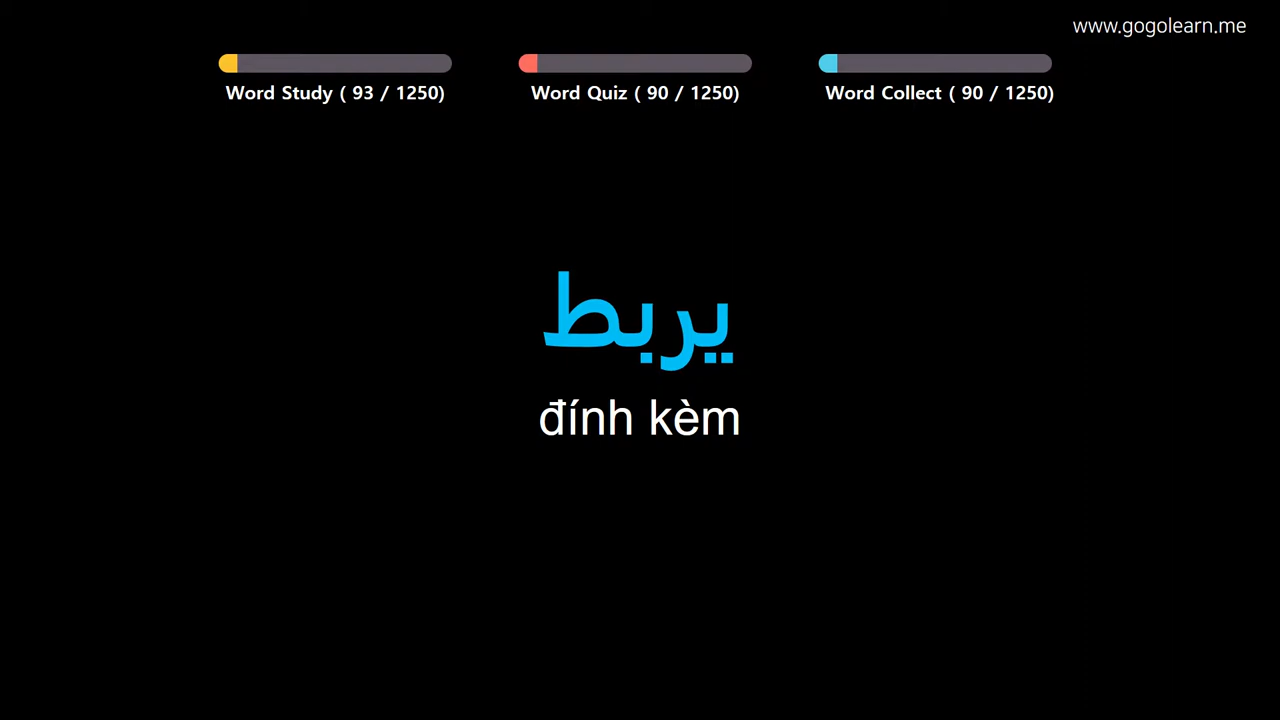 www.gogolearn.me
Word Study ( 93 / 1250)
Word Quiz ( 90 / 1250)
Word Collect ( 90 / 1250)
يربط
đính kèm